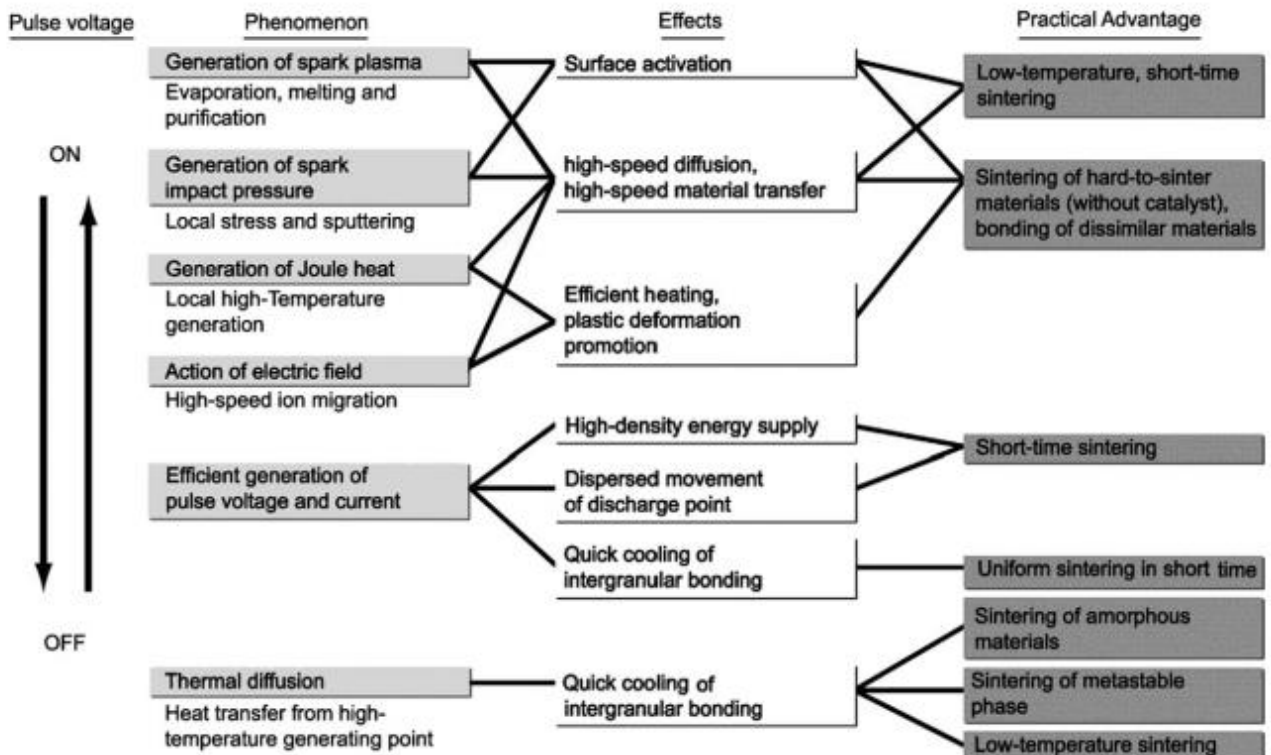 Pulse voltage
Phenomenon
Effects
Practical Advantage
ON
OFF
Generation of spark plasma
Evaporation, melting and
purification
Generation of spark
impact pressure
Local stress and sputtering
Generation of Joule heat
Local high-Temperature
generation
Action of electric field
High-speed ion migration
Efficient generation of
pulse voltage and current
Thermal diffusion
Heat transfer from high-
temperature generating point
Surface activation
high-speed diffusion,
high-speed material transfer
Efficient heating,
plastic deformation
promotion
High-density energy supply
Dispersed movement
of discharge point
Quick cooling of
intergranular bonding
Quick cooling of
intergranular bonding
Low-temperature, short-time
sintering
Sintering of hard-to-sinter
materials (without catalyst),
bonding of dissimilar materials
Short-time sintering
Uniform sintering in short time
Sintering of amorphous
materials
Sintering of metastable
phase
Low-temperature sintering